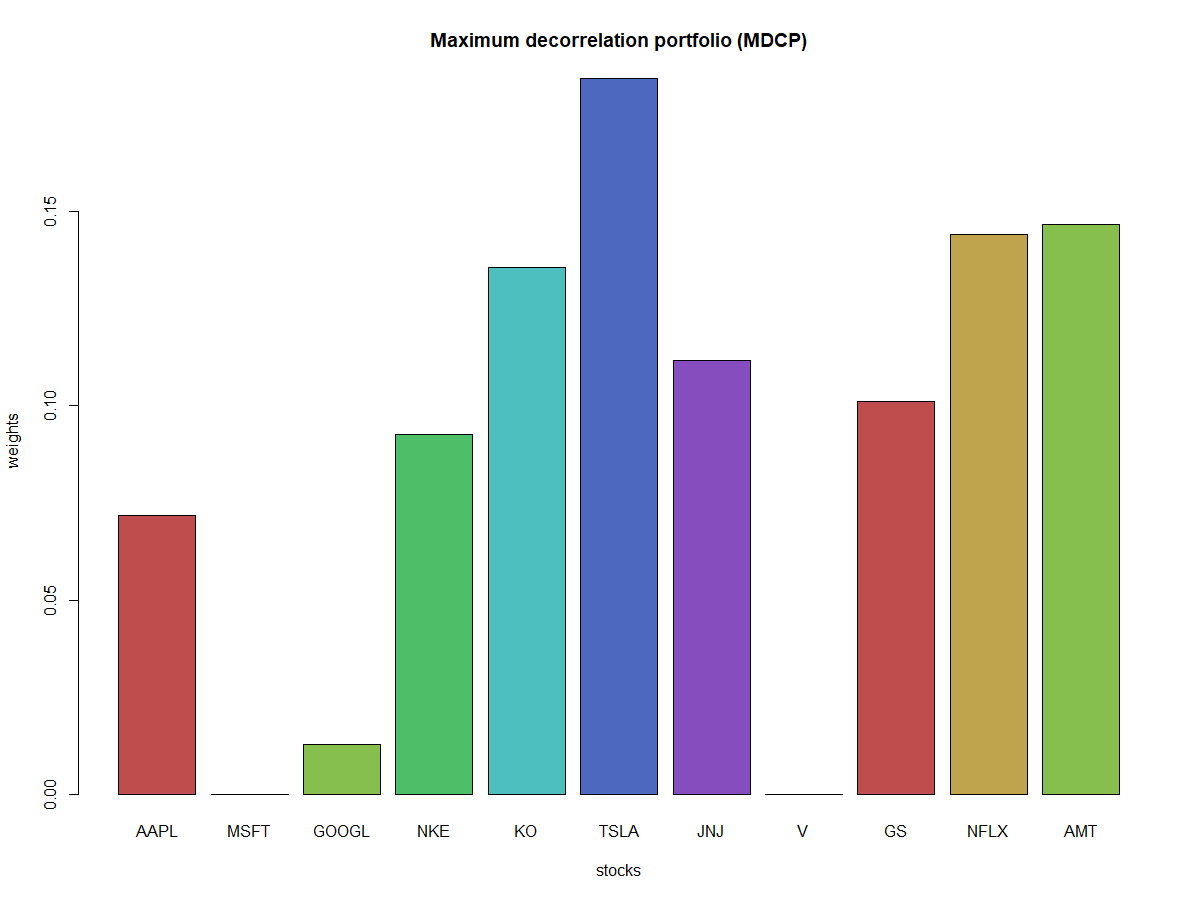 Maximum decorrelation portfolio (MDCP)
0.15
0.10
0.05
0.00
weights
AAPL MSFT GOOGL NKE KO TSLA JNJ V GS NFLX AMT
stocks